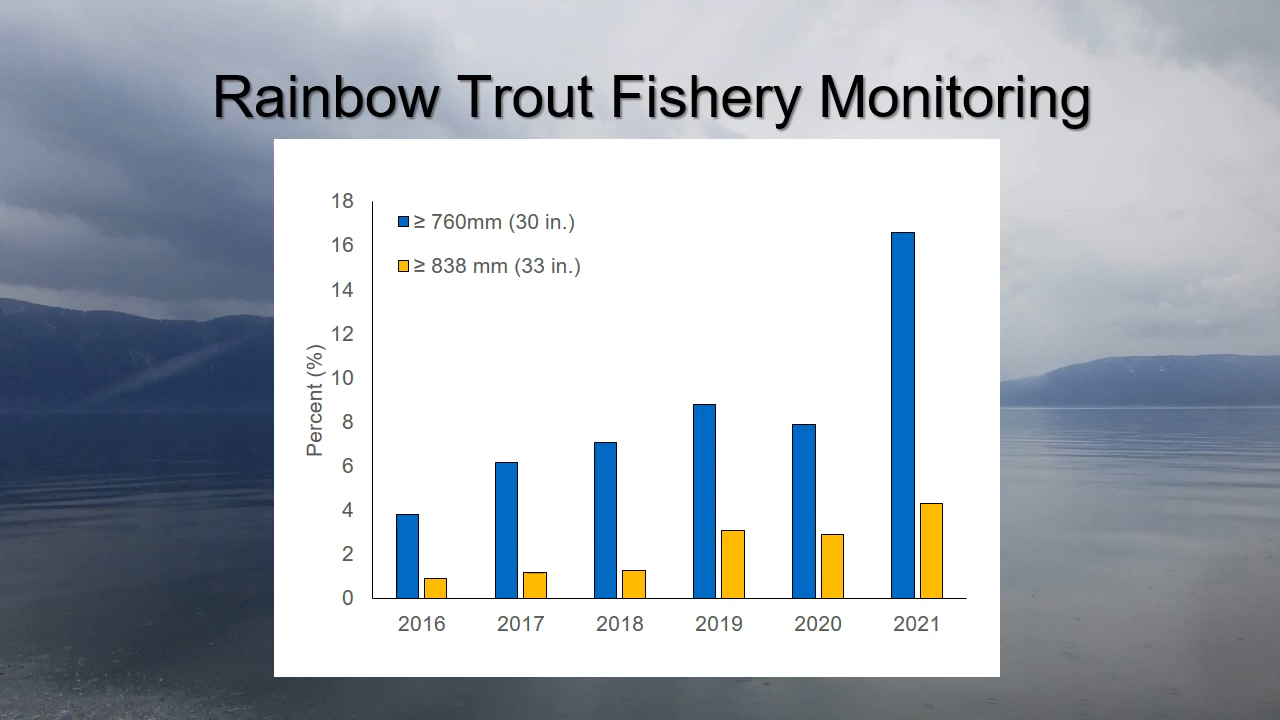 Rainbow Trout Fishery Monitoring
18
16
14
12
10
8
6
4
2
0
Percent (%)
≥ 760mm (30 in.)
≥ 838 mm (33 in.)
2016 2017 2018 2019 2020 2021